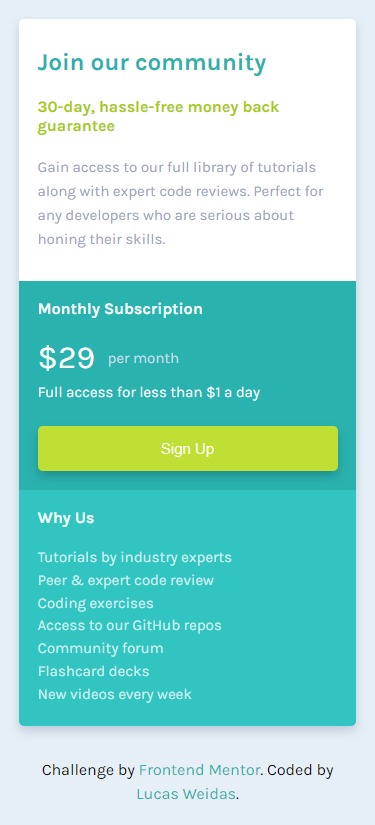 Join our community
30-day, hassle-free money back
guarantee
Gain access to our full library of tutorials
along with expert code reviews. Perfect for
any developers who are serious about
honing their skills.
Monthly Subscription
$29 per month
Full access for less than $1 a day
Sign Up
Why Us
Tutorials by industry experts
Peer & expert code review
Coding exercises
Access to our GitHub repos
Community forum
Flashcard decks
New videos every week
Challenge by Frontend Mentor. Coded by
Lucas Weidas.